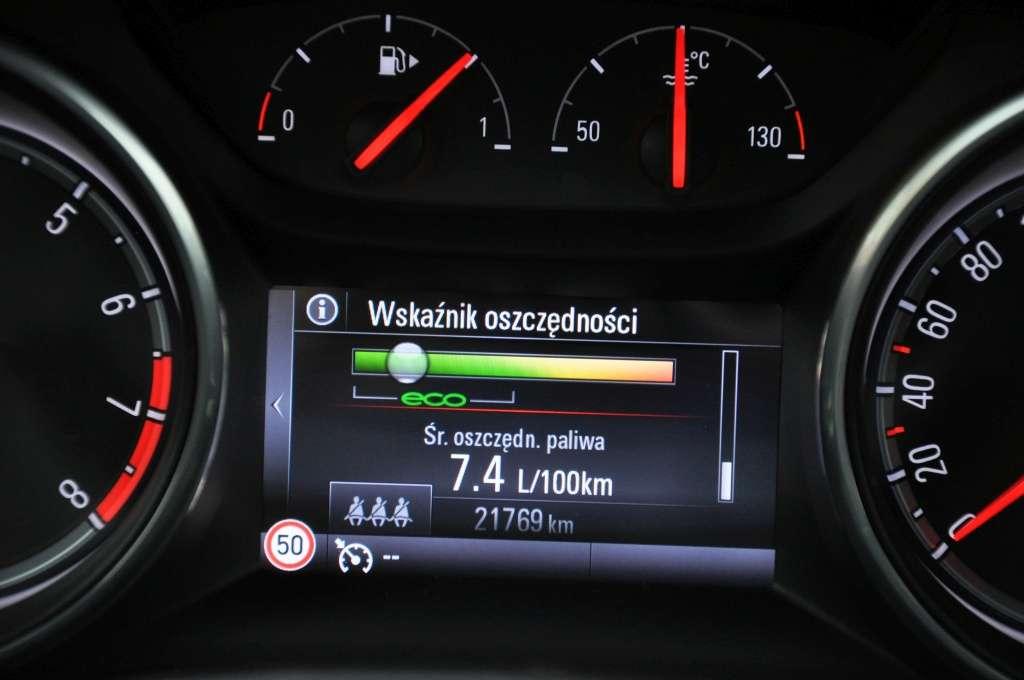 0
1
50
°C
130
5
6
7
8
i
Wskaźnik oszczędności
eco
Śr. oszczędn. paliwa
7.4 L/100km
21769 km
50
--
80
60
40
20
0